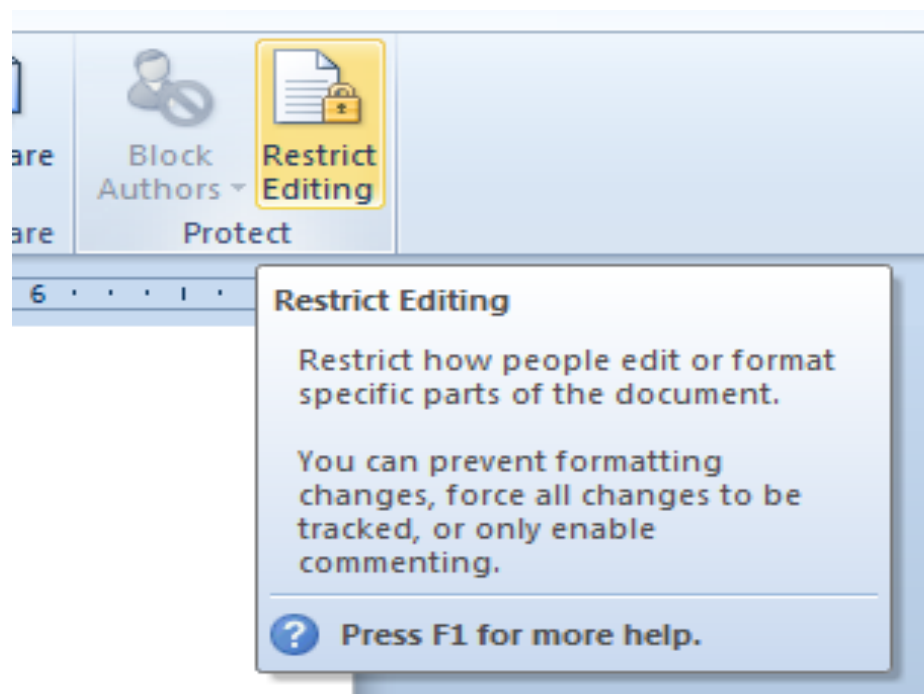 are
Block
Authors
Restrict
Editing
are
Protect
6
Restrict Editing
Restrict how people edit or format
specific parts of the document.
You can prevent formatting
changes, force all changes to be
tracked, or only enable
commenting.
Press F1 for more help.